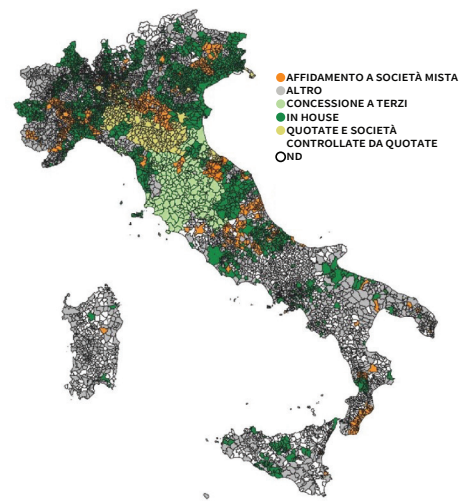 AFFIDAMENTO A SOCIETÀ MISTA
ALTRO
CONCESSIONE A TERZI
IN HOUSE
QUOTATE E SOCIETÀ
CONTROLLATE DA QUOTATE
ND